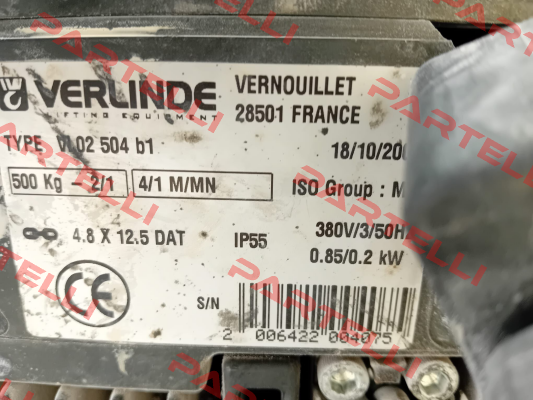 VERLINDE
LIFTING EQUIPMENT
VERNOUILLET
28501 FRANCE
TYPE VL02 504 b1
18/10/200
500 Kg - 2/1
4/1 M/MN
ISO Group : M
4.8 X 12.5 DAT
IP55
380V/3/50H
0.85/0.2 kW
CE
S/N
2 006422 004075
PARTELLI
PARTELLI
PARTELLI
PARTELLI
PARTELLI
PARTELLI